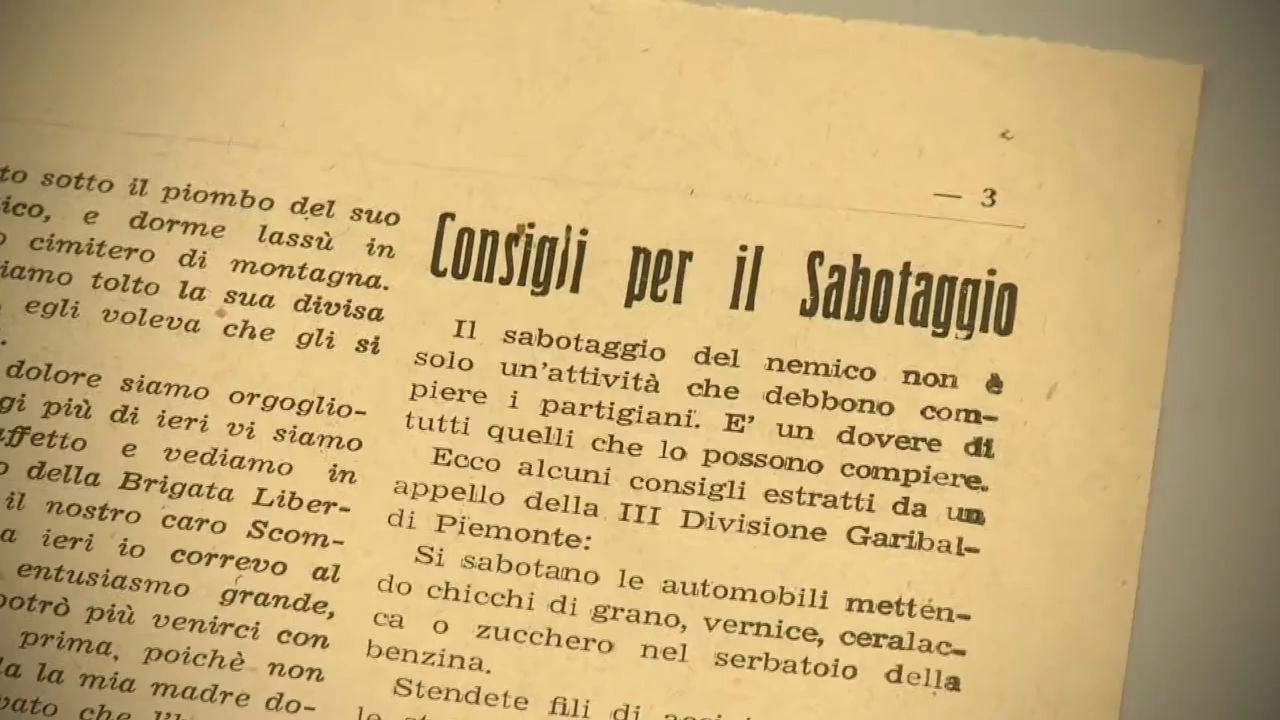 — 3
to sotto il piombo del suo
ico, e dorme lassù in
o cimitero di montagna.
iamo tolto la sua divisa
egli voleva che gli si
dolore siamo orgoglio-
gi più di ieri vi siamo
affetto e vediamo in
o della Brigata Liber-
il nostro caro Scom-
a ieri io correvo al
entusiasmo grande,
potrò più venirci con
prima, poichè non
la la mia madre do-
vato che l'h
Consigli per il Sabotaggio
Il sabotaggio del nemico non è
solo un'attività che debbono com-
piere i partigiani. E' un dovere di
tutti quelli che lo possono compiere.
Ecco alcuni consigli estratti da un
appello della III Divisione Garibal-
di Piemonte:
Si sabotano le automobili metten-
do chicchi di grano, vernice, ceralac-
ca o zucchero nel serbatoio della
benzina.
Stendete fili di